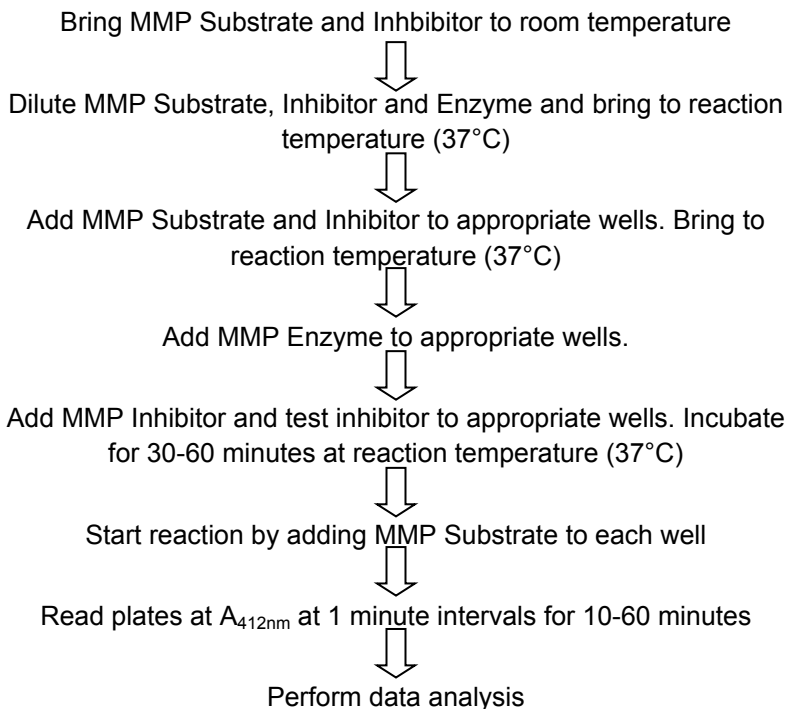 Bring MMP Substrate and Inhbibitor to room temperature
Dilute MMP Substrate, Inhibitor and Enzyme and bring to reaction
temperature (37°C)
Add MMP Substrate and Inhibitor to appropriate wells. Bring to
reaction temperature (37°C)
Add MMP Enzyme to appropriate wells.
Add MMP Inhibitor and test inhibitor to appropriate wells. Incubate
for 30-60 minutes at reaction temperature (37°C)
Start reaction by adding MMP Substrate to each well
Read plates at A412nm at 1 minute intervals for 10-60 minutes
Perform data analysis